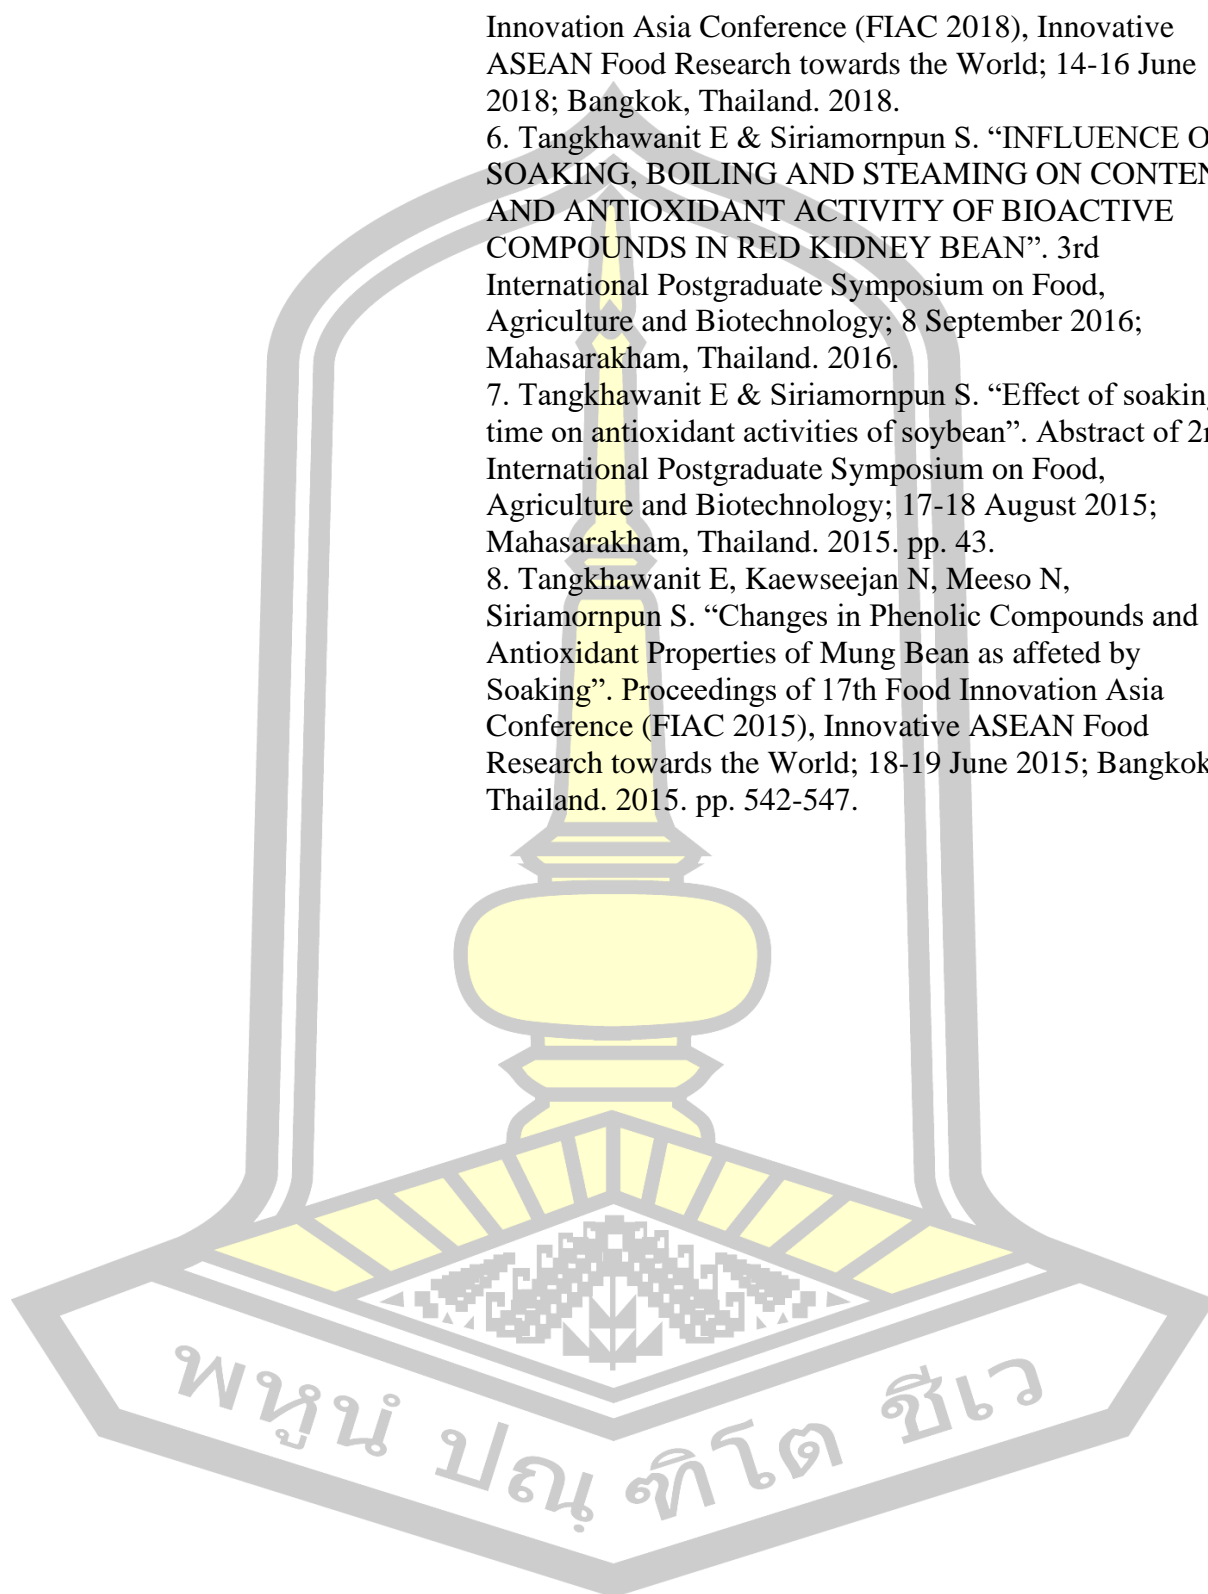 Innovation Asia Conference (FIAC 2018), Innovative
ASEAN Food Research towards the World; 14-16 June
2018; Bangkok, Thailand. 2018.
6. Tangkhawanit E & Siriamornpun S. “INFLUENCE O
SOAKING, BOILING AND STEAMING ON CONTEN
AND ANTIOXIDANT ACTIVITY OF BIOACTIVE
COMPOUNDS IN RED KIDNEY BEAN”. 3rd
International Postgraduate Symposium on Food,
Agriculture and Biotechnology; 8 September 2016;
Mahasarakham, Thailand. 2016.
7. Tangkhawanit E & Siriamornpun S. “Effect of soaking
time on antioxidant activities of soybean”. Abstract of 2n
International Postgraduate Symposium on Food,
Agriculture and Biotechnology; 17-18 August 2015;
Mahasarakham, Thailand. 2015. pp. 43.
8. Tangkhawanit E, Kaewseejan N, Meeso N,
Siriamornpun S. “Changes in Phenolic Compounds and
Antioxidant Properties of Mung Bean as affeted by
Soaking”. Proceedings of 17th Food Innovation Asia
Conference (FIAC 2015), Innovative ASEAN Food
Research towards the World; 18-19 June 2015; Bangkok
Thailand. 2015. pp. 542-547.
พหูนํ ปณฺ ฑิโต ชีเว